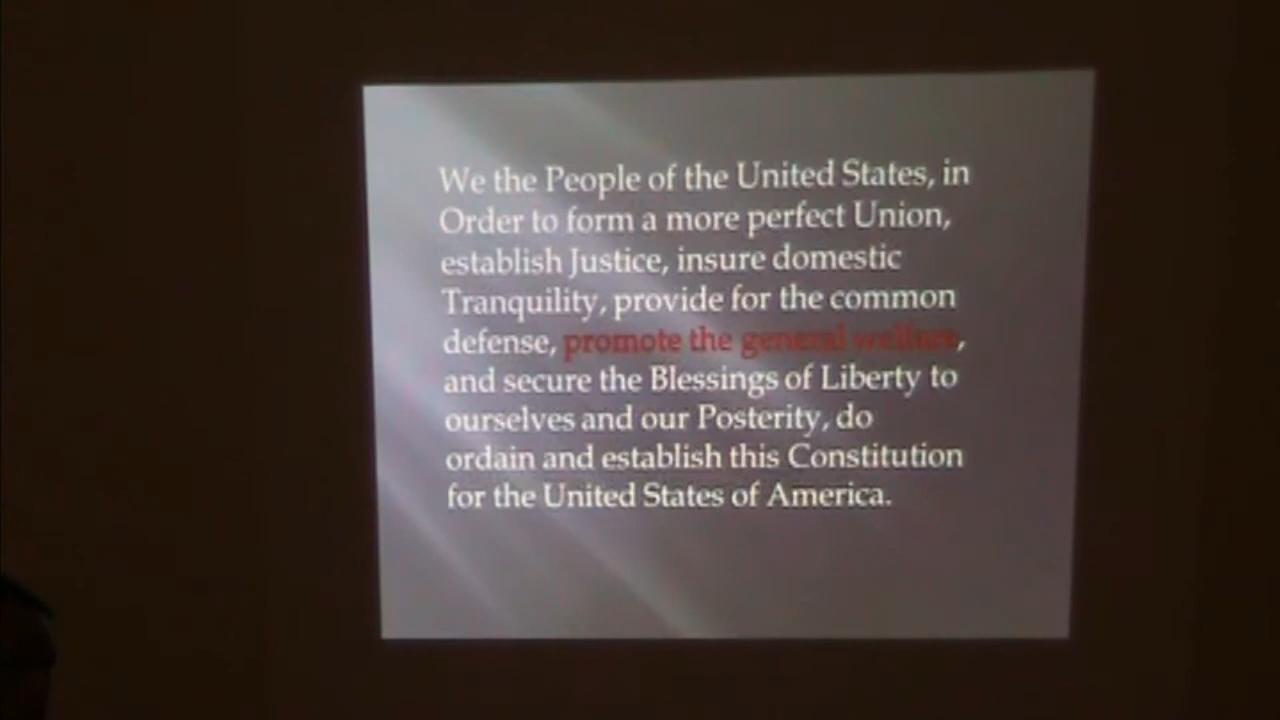 We the People of the United States, in
Order to form a more perfect Union,
establish Justice, insure domestic
Tranquility, provide for the common
defense, promote the general welfare,
and secure the Blessings of Liberty to
ourselves and our Posterity, do
ordain and establish this Constitution
for the United States of America.